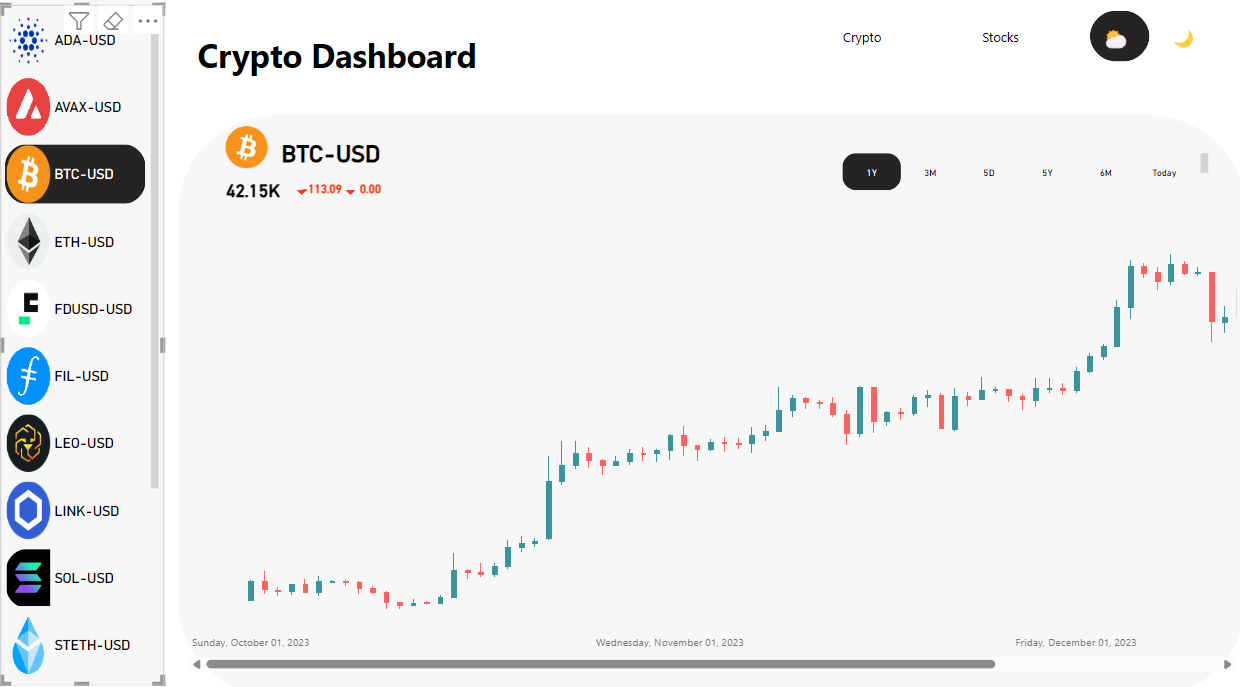 ADA-USD
AVAX-USD
BTC-USD
ETH-USD
FDUSD-USD
FIL-USD
LEO-USD
LINK-USD
SOL-USD
STETH-USD
Crypto Dashboard
Crypto
Stocks
BTC-USD
42.15K 113.09 0.00
1Y 3M 5D 5Y 6M Today
Sunday, October 01, 2023 Wednesday, November 01, 2023 Friday, December 01, 2023